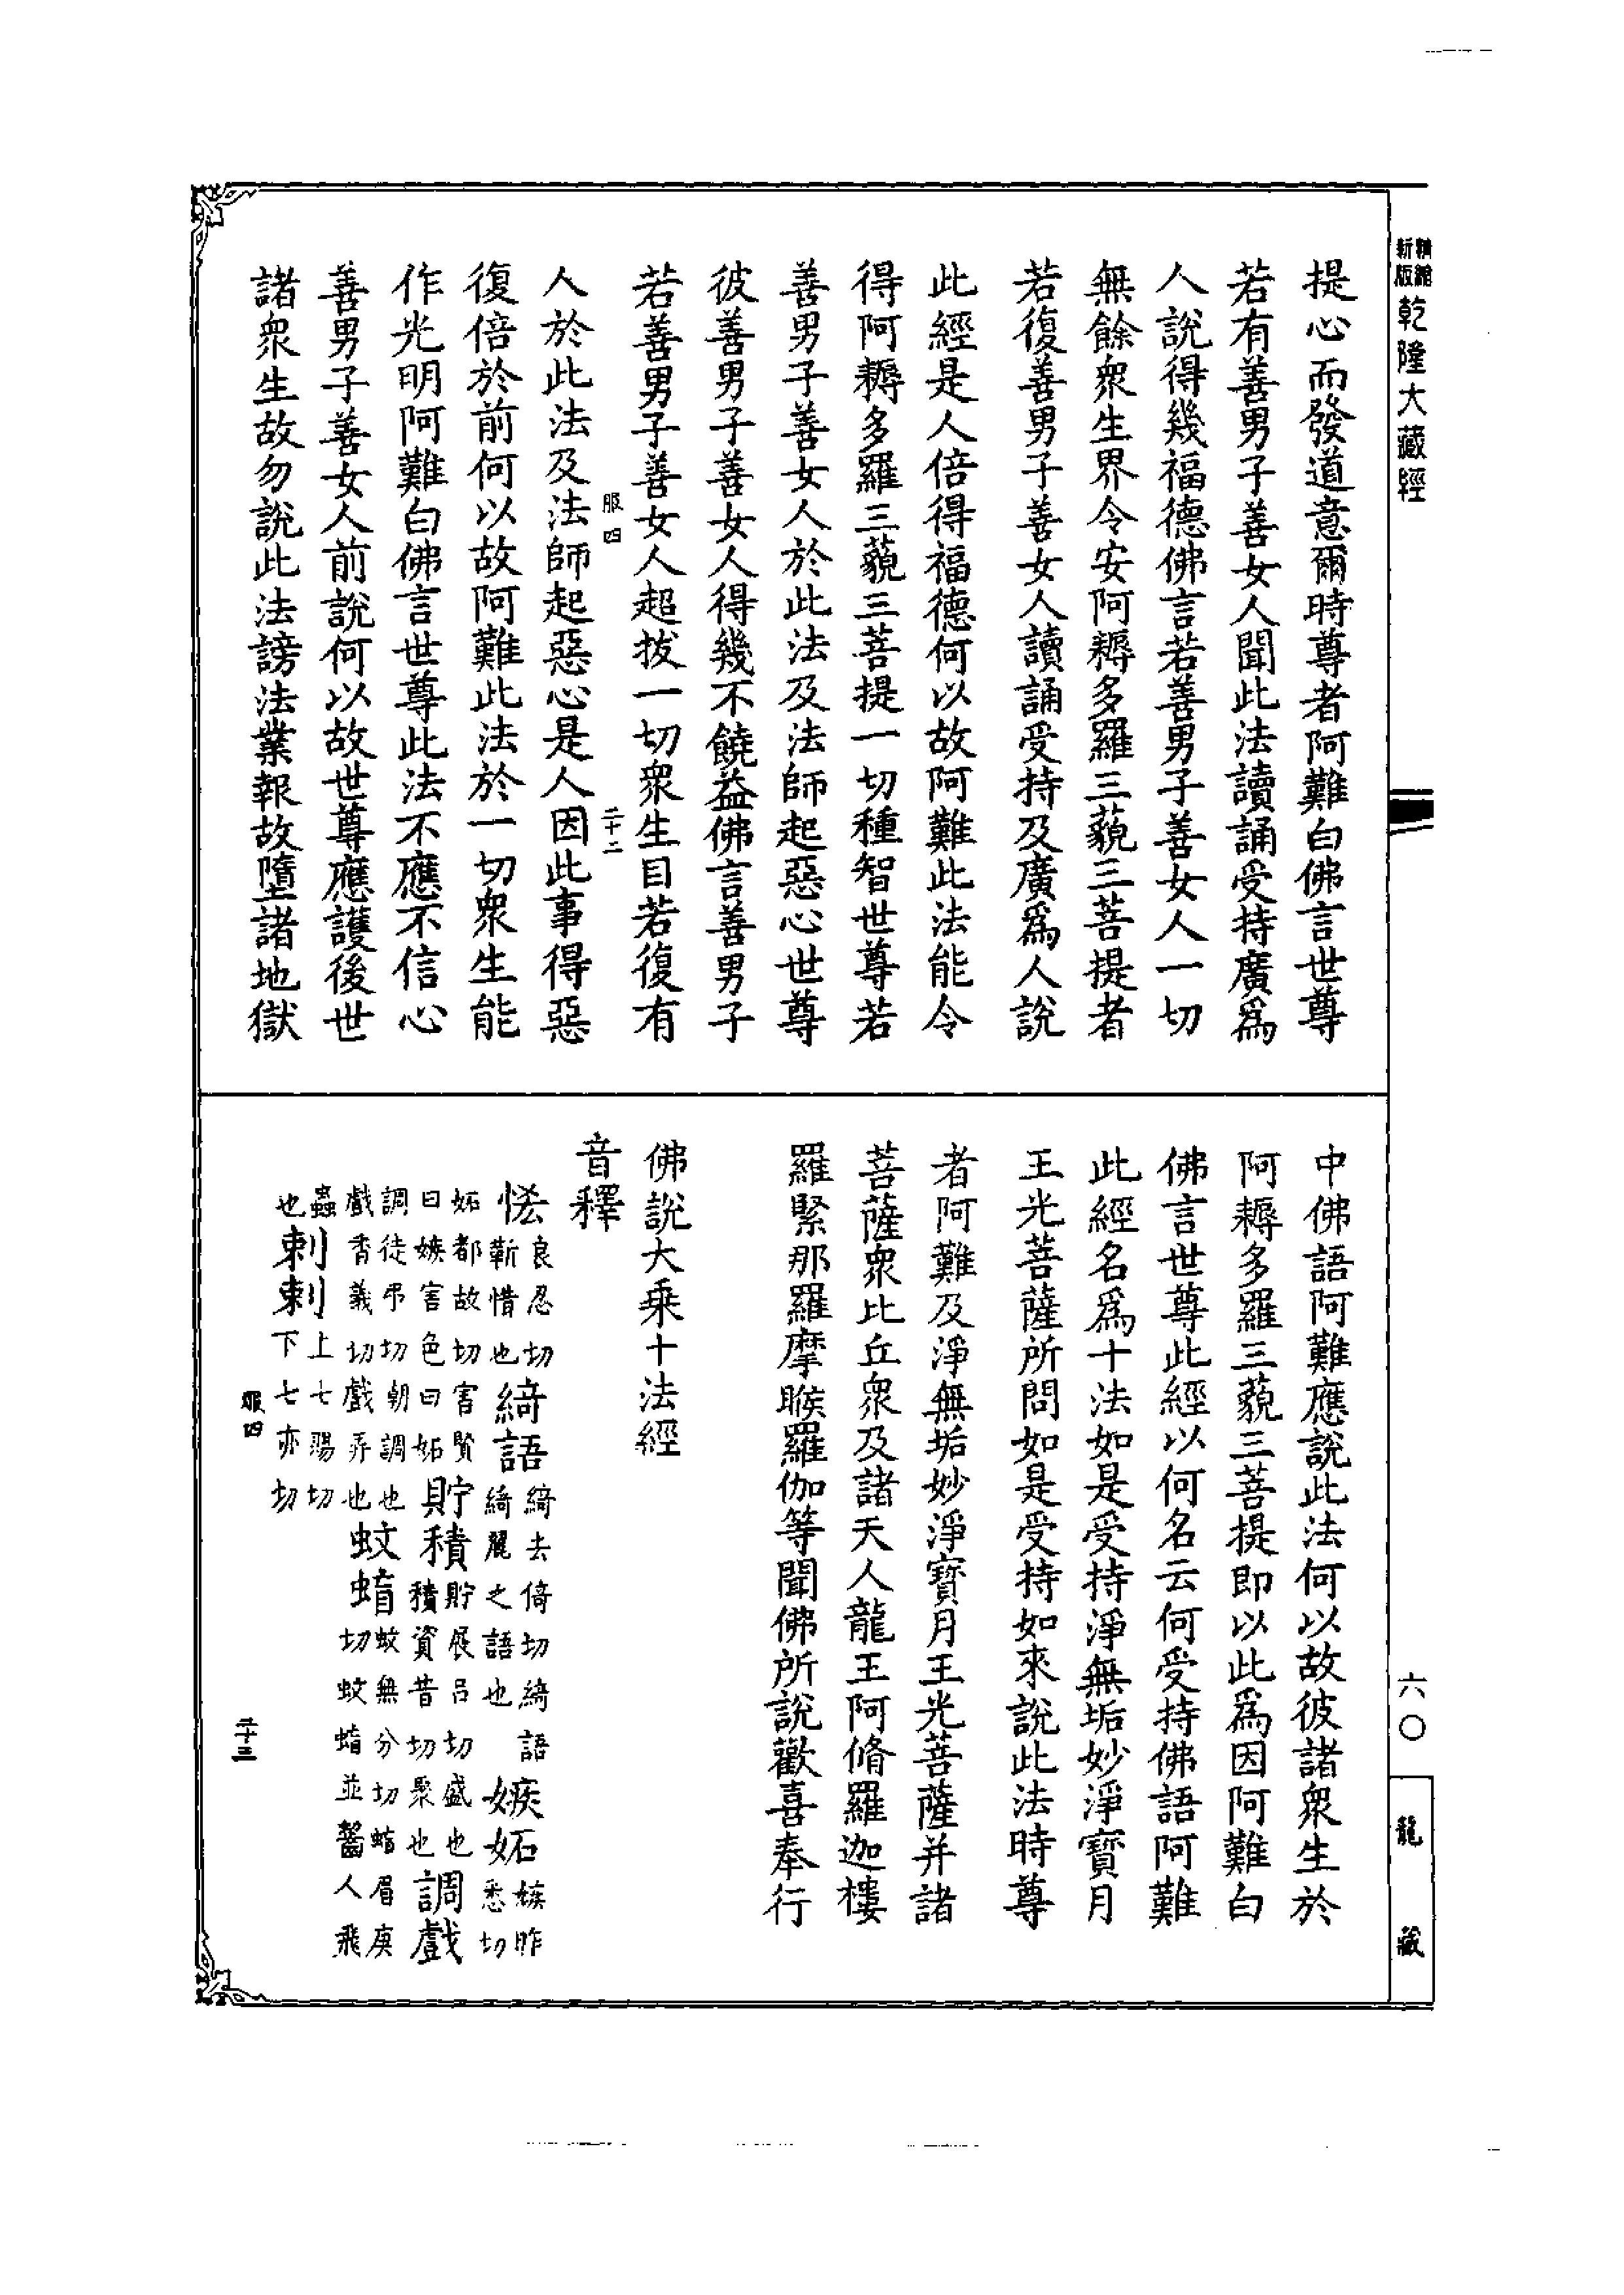 精縮
新版
乾隆大藏經
六〇
龍藏
提心而發道意爾時尊者阿難白佛言世尊
若有善男子善女人聞此法讀誦受持廣爲
人說得幾福德佛言若善男子善女人一切
無餘衆生界令安阿耨多羅三藐三菩提者
若復善男子善女人讀誦受持及廣爲人說
此經是人倍得福德何以故阿難此法能令
得阿耨多羅三藐三菩提一切種智世尊若
善男子善女人於此法及法師起惡心世尊
彼善男子善女人得幾不饒益佛言善男子
若善男子善女人超拔一切衆生目若復有
服四
二十二
人於此法及法師起惡心是人因此事得惡
復倍於前何以故阿難此法於一切衆生能
作光明阿難白佛言世尊此法不應不信心
善男子善女人前說何以故世尊應護後世
諸衆生故勿說此法謗法業報故墮諸地獄
中佛語阿難應說此法何以故彼諸衆生於
阿耨多羅三藐三菩提即以此爲因阿難白
佛言世尊此經以何名云何受持佛語阿難
此經名爲十法如是受持淨無垢妙淨寶月
王光菩薩所問如是受持如來說此法時尊
者阿難及淨無垢妙淨寶月王光菩薩并諸
菩薩衆比丘衆及諸天人龍王阿脩羅迦樓
羅緊那羅摩睺羅伽等聞佛所說歡喜奉行
佛說大乘十法經
音釋
恡良忍切靳惜也綺語綺去倚切綺語綺麗之語也嫉妬嫉昨悉切
妬都故切害賢曰嫉害色曰妬貯積貯展呂切盛也積資昔切聚也調戲
調徒弔切朝調也戲香義切戲弄也蚊蝱蚊無分切蝱眉庚切蚊蝱並齧人飛
蟲也刺刺上七賜切下七亦切
服四
二十三